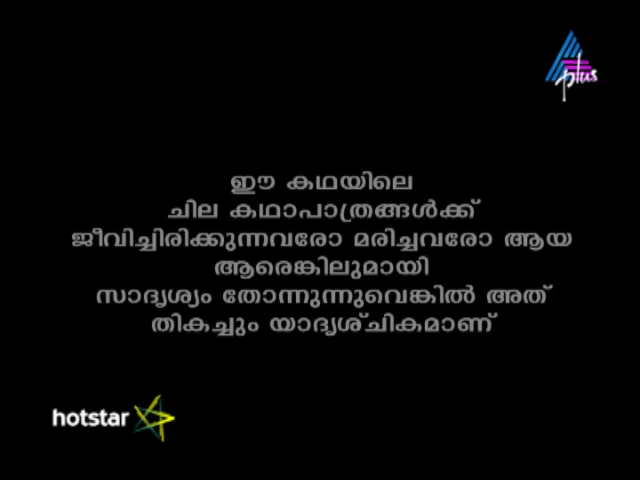 plus
ഈ കഥയിലെ
ചില കഥാപാത്രങ്ങൾക്ക്
ജീവിച്ചിരിക്കുന്നവരോ മരിച്ചവരോ ആയ
ആരെങ്കിലുമായി
സാദൃശ്യം തോന്നുന്നുവെങ്കിൽ അത്
തികച്ചും യാദൃശ്ചികമാണ്
hotstar